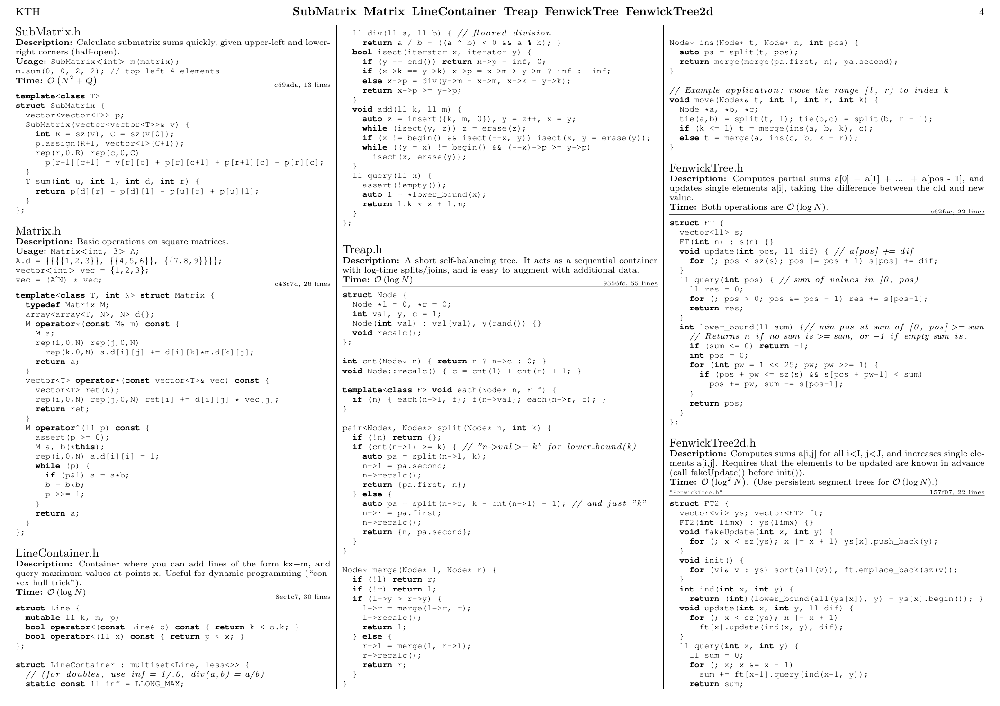 KTH
SubMatrix Matrix LineContainer Treap FenwickTree FenwickTree2d
4
SubMatrix.h
Description: Calculate submatrix sums quickly, given upper-left and lower-
right corners (half-open).
Usage: SubMatrix<int> m(matrix);
m.sum(0, 0, 2, 2); // top left 4 elements
Time: O (N² + Q)
c59ada, 13 lines
template<class T>
struct SubMatrix {
  vector<vector<T>> p;
  SubMatrix(vector<vector<T>>& v) {
    int R = sz(v), C = sz(v[0]);
    p.assign(R+1, vector<T>(C+1));
    rep(r,0,R) rep(c,0,C)
      p[r+1][c+1] = v[r][c] + p[r][c+1] + p[r+1][c] - p[r][c];
  }
  T sum(int u, int l, int d, int r) {
    return p[d][r] - p[d][l] - p[u][r] + p[u][l];
  }
};
Matrix.h
Description: Basic operations on square matrices.
Usage: Matrix<int, 3> A;
A.d = {{{{1,2,3}}, {{4,5,6}}, {{7,8,9}}}};
vector<int> vec = {1,2,3};
vec = (A^N) * vec;
c43c7d, 26 lines
template<class T, int N> struct Matrix {
  typedef Matrix M;
  array<array<T, N>, N> d{};
  M operator*(const M& m) const {
    M a;
    rep(i,0,N) rep(j,0,N)
      rep(k,0,N) a.d[i][j] += d[i][k]*m.d[k][j];
    return a;
  }
  vector<T> operator*(const vector<T>& vec) const {
    vector<T> ret(N);
    rep(i,0,N) rep(j,0,N) ret[i] += d[i][j] * vec[j];
    return ret;
  }
  M operator^(ll p) const {
    assert(p >= 0);
    M a, b(*this);
    rep(i,0,N) a.d[i][i] = 1;
    while (p) {
      if (p&1) a = a*b;
      b = b*b;
      p >>= 1;
    }
    return a;
  }
};
LineContainer.h
Description: Container where you can add lines of the form kx+m, and
query maximum values at points x. Useful for dynamic programming (“con-
vex hull trick”).
Time: O (log N)
8ec1c7, 30 lines
struct Line {
  mutable ll k, m, p;
  bool operator<(const Line& o) const { return k < o.k; }
  bool operator<(ll x) const { return p < x; }
};
struct LineContainer : multiset<Line, less<>> {
  // (for doubles, use inf = 1/.0, div(a,b) = a/b)
  static const ll inf = LLONG_MAX;
  ll div(ll a, ll b) { // floored division
    return a / b - ((a ^ b) < 0 && a % b); }
  bool isect(iterator x, iterator y) {
    if (y == end()) return x->p = inf, 0;
    if (x->k == y->k) x->p = x->m > y->m ? inf : -inf;
    else x->p = div(y->m - x->m, x->k - y->k);
    return x->p >= y->p;
  }
  void add(ll k, ll m) {
    auto z = insert({k, m, 0}), y = z++, x = y;
    while (isect(y, z)) z = erase(z);
    if (x != begin() && isect(--x, y)) isect(x, y = erase(y));
    while ((y = x) != begin() && (--x)->p >= y->p)
      isect(x, erase(y));
  }
  ll query(ll x) {
    assert(!empty());
    auto l = *lower_bound(x);
    return l.k * x + l.m;
  }
};
Treap.h
Description: A short self-balancing tree. It acts as a sequential container
with log-time splits/joins, and is easy to augment with additional data.
Time: O (log N)
9556fc, 55 lines
struct Node {
  Node *l = 0, *r = 0;
  int val, y, c = 1;
  Node(int val) : val(val), y(rand()) {}
  void recalc();
};
int cnt(Node* n) { return n ? n->c : 0; }
void Node::recalc() { c = cnt(l) + cnt(r) + 1; }
template<class F> void each(Node* n, F f) {
  if (n) { each(n->l, f); f(n->val); each(n->r, f); }
}
pair<Node*, Node*> split(Node* n, int k) {
  if (!n) return {};
  if (cnt(n->l) >= k) { // "n->val >= k" for lower_bound(k)
    auto pa = split(n->l, k);
    n->l = pa.second;
    n->recalc();
    return {pa.first, n};
  } else {
    auto pa = split(n->r, k - cnt(n->l) - 1); // and just "k"
    n->r = pa.first;
    n->recalc();
    return {n, pa.second};
  }
}
Node* merge(Node* l, Node* r) {
  if (!l) return r;
  if (!r) return l;
  if (l->y > r->y) {
    l->r = merge(l->r, r);
    l->recalc();
    return l;
  } else {
    r->l = merge(l, r->l);
    r->recalc();
    return r;
  }
}
Node* ins(Node* t, Node* n, int pos) {
  auto pa = split(t, pos);
  return merge(merge(pa.first, n), pa.second);
}
// Example application: move the range [l, r) to index k
void move(Node*& t, int l, int r, int k) {
  Node *a, *b, *c;
  tie(a,b) = split(t, l); tie(b,c) = split(b, r - l);
  if (k <= l) t = merge(ins(a, b, k), c);
  else t = merge(a, ins(c, b, k - r));
}
FenwickTree.h
Description: Computes partial sums a[0] + a[1] + ... + a[pos - 1], and
updates single elements a[i], taking the difference between the old and new
value.
Time: Both operations are O (log N).
e62fac, 22 lines
struct FT {
  vector<ll> s;
  FT(int n) : s(n) {}
  void update(int pos, ll dif) { // a[pos] += dif
    for (; pos < sz(s); pos |= pos + 1) s[pos] += dif;
  }
  ll query(int pos) { // sum of values in [0, pos)
    ll res = 0;
    for (; pos > 0; pos &= pos - 1) res += s[pos-1];
    return res;
  }
  int lower_bound(ll sum) {// min pos st sum of [0, pos] >= sum
    // Returns n if no sum is >= sum, or -1 if empty sum is.
    if (sum <= 0) return -1;
    int pos = 0;
    for (int pw = 1 << 25; pw; pw >>= 1) {
      if (pos + pw <= sz(s) && s[pos + pw-1] < sum)
        pos += pw, sum -= s[pos-1];
    }
    return pos;
  }
};
FenwickTree2d.h
Description: Computes sums a[i,j] for all i<I, j<J, and increases single ele-
ments a[i,j]. Requires that the elements to be updated are known in advance
(call fakeUpdate() before init()).
Time: O (log² N). (Use persistent segment trees for O (log N).)
"FenwickTree.h"
157f07, 22 lines
struct FT2 {
  vector<vi> ys; vector<FT> ft;
  FT2(int limx) : ys(limx) {}
  void fakeUpdate(int x, int y) {
    for (; x < sz(ys); x |= x + 1) ys[x].push_back(y);
  }
  void init() {
    for (vi& v : ys) sort(all(v)), ft.emplace_back(sz(v));
  }
  int ind(int x, int y) {
    return (int)(lower_bound(all(ys[x]), y) - ys[x].begin()); }
  void update(int x, int y, ll dif) {
    for (; x < sz(ys); x |= x + 1)
      ft[x].update(ind(x, y), dif);
  }
  ll query(int x, int y) {
    ll sum = 0;
    for (; x; x &= x - 1)
      sum += ft[x-1].query(ind(x-1, y));
    return sum;